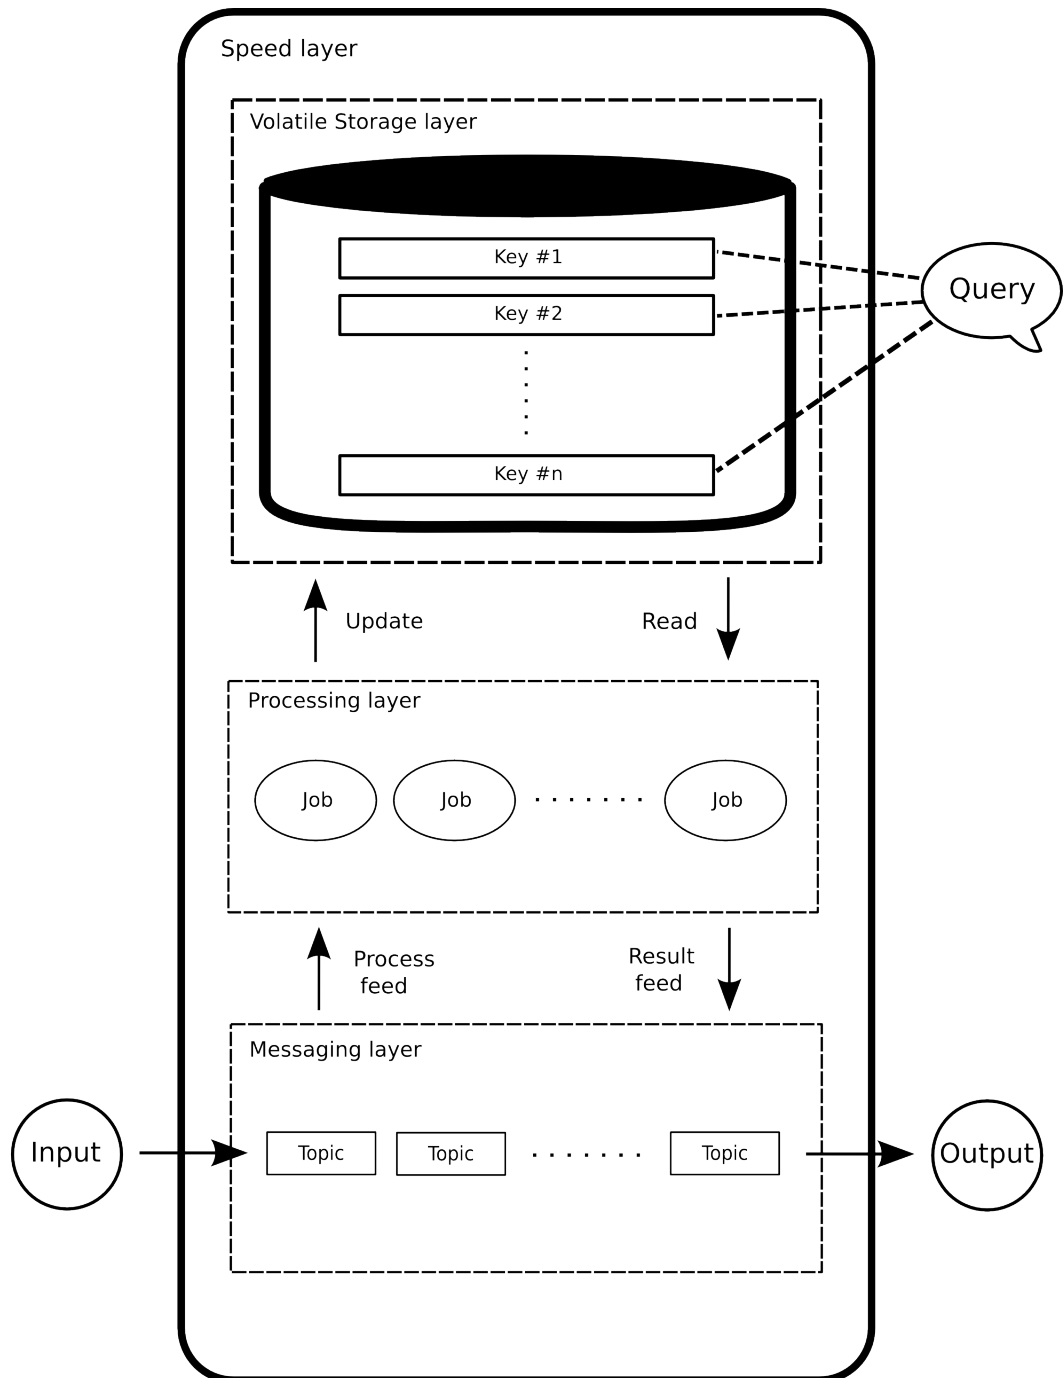 Speed layer
Volatile Storage layer
Key #1
Key #2
Key #n
Query
Update
Read
Processing layer
Job
Job
Job
Process
feed
Result
feed
Messaging layer
Input
Topic
Topic
Topic
Output